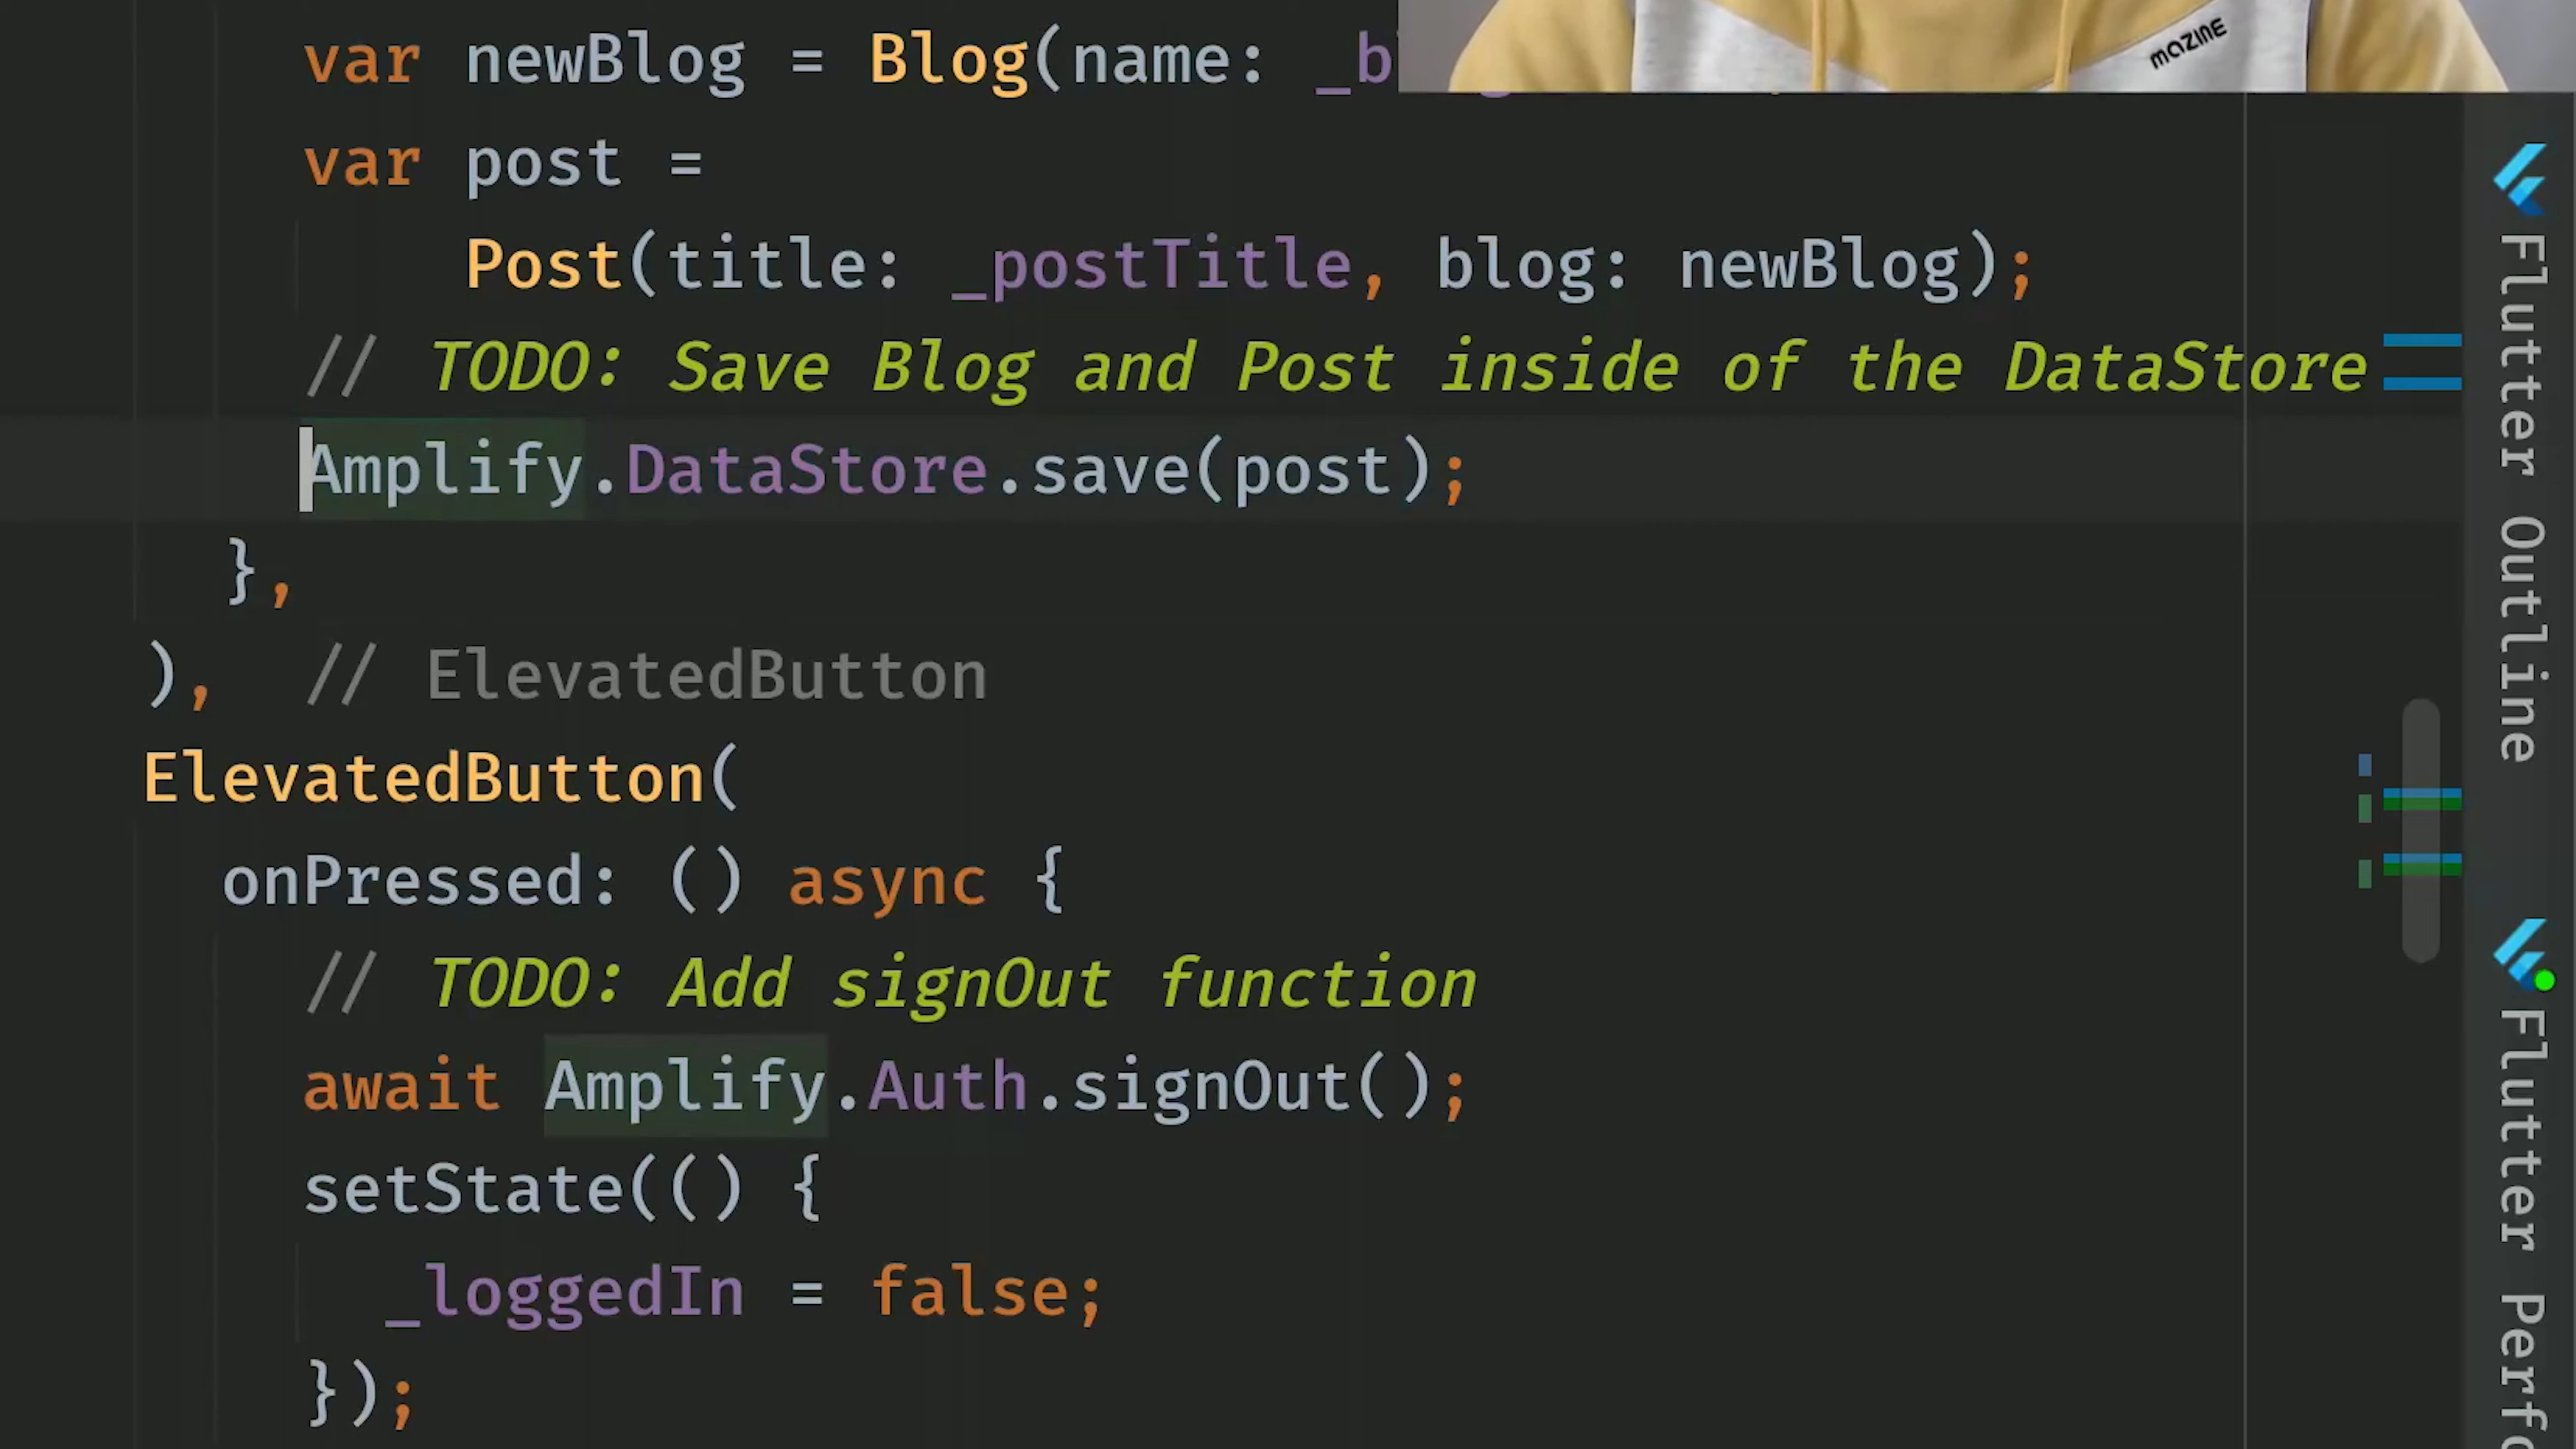 var newBlog = Blog(name:
MAZINE
var post =
Post(title: _postTitle, blog: newBlog);
// TODO: Save Blog and Post inside of the DataStore
Amplify.DataStore.save(post);
},
), // ElevatedButton
ElevatedButton(
onPressed: () async {
// TODO: Add signOut function
await Amplify.Auth.signOut();
setState(() {
_loggedIn = false;
});
Flutter Outline
Flutter